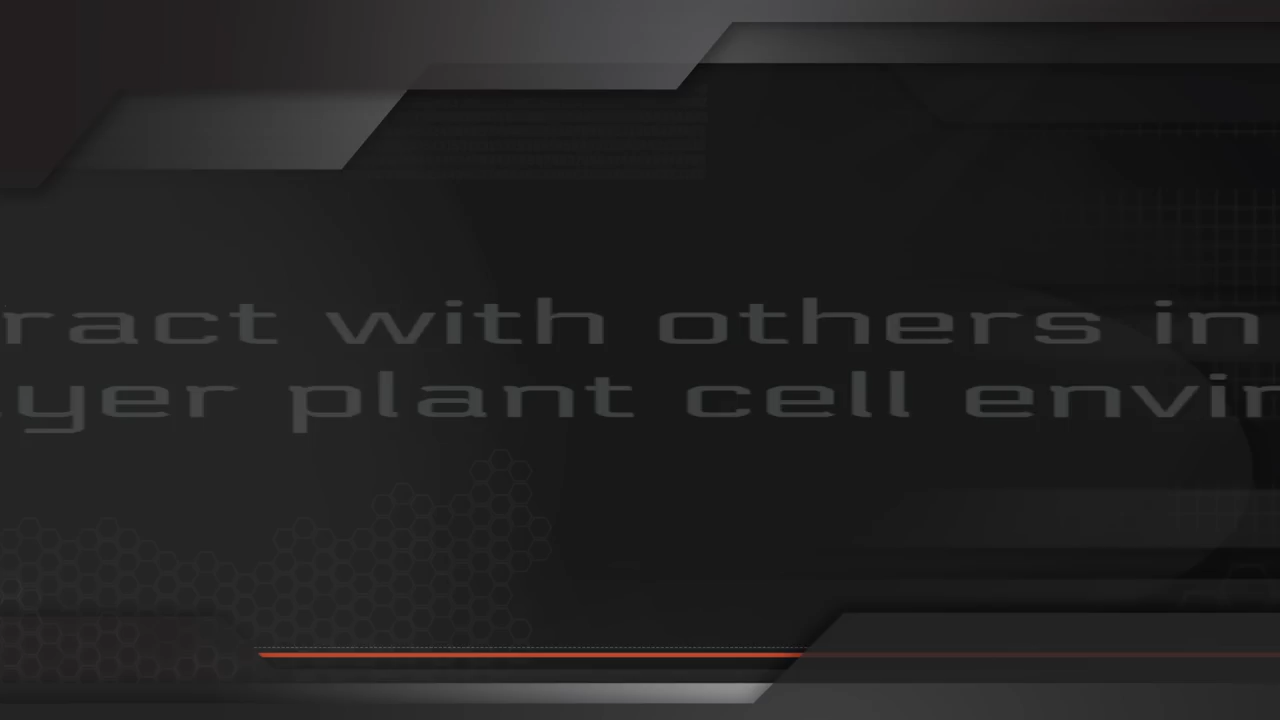 ract with others in
yer plant cell envir